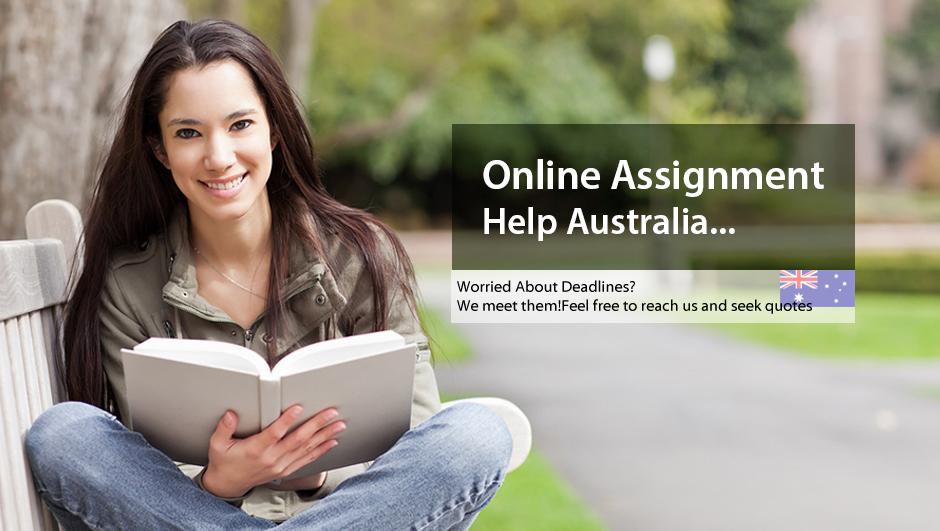 Online Assignment
Help Australia...
Worried About Deadlines?
We meet them!Feel free to reach us and seek quotes